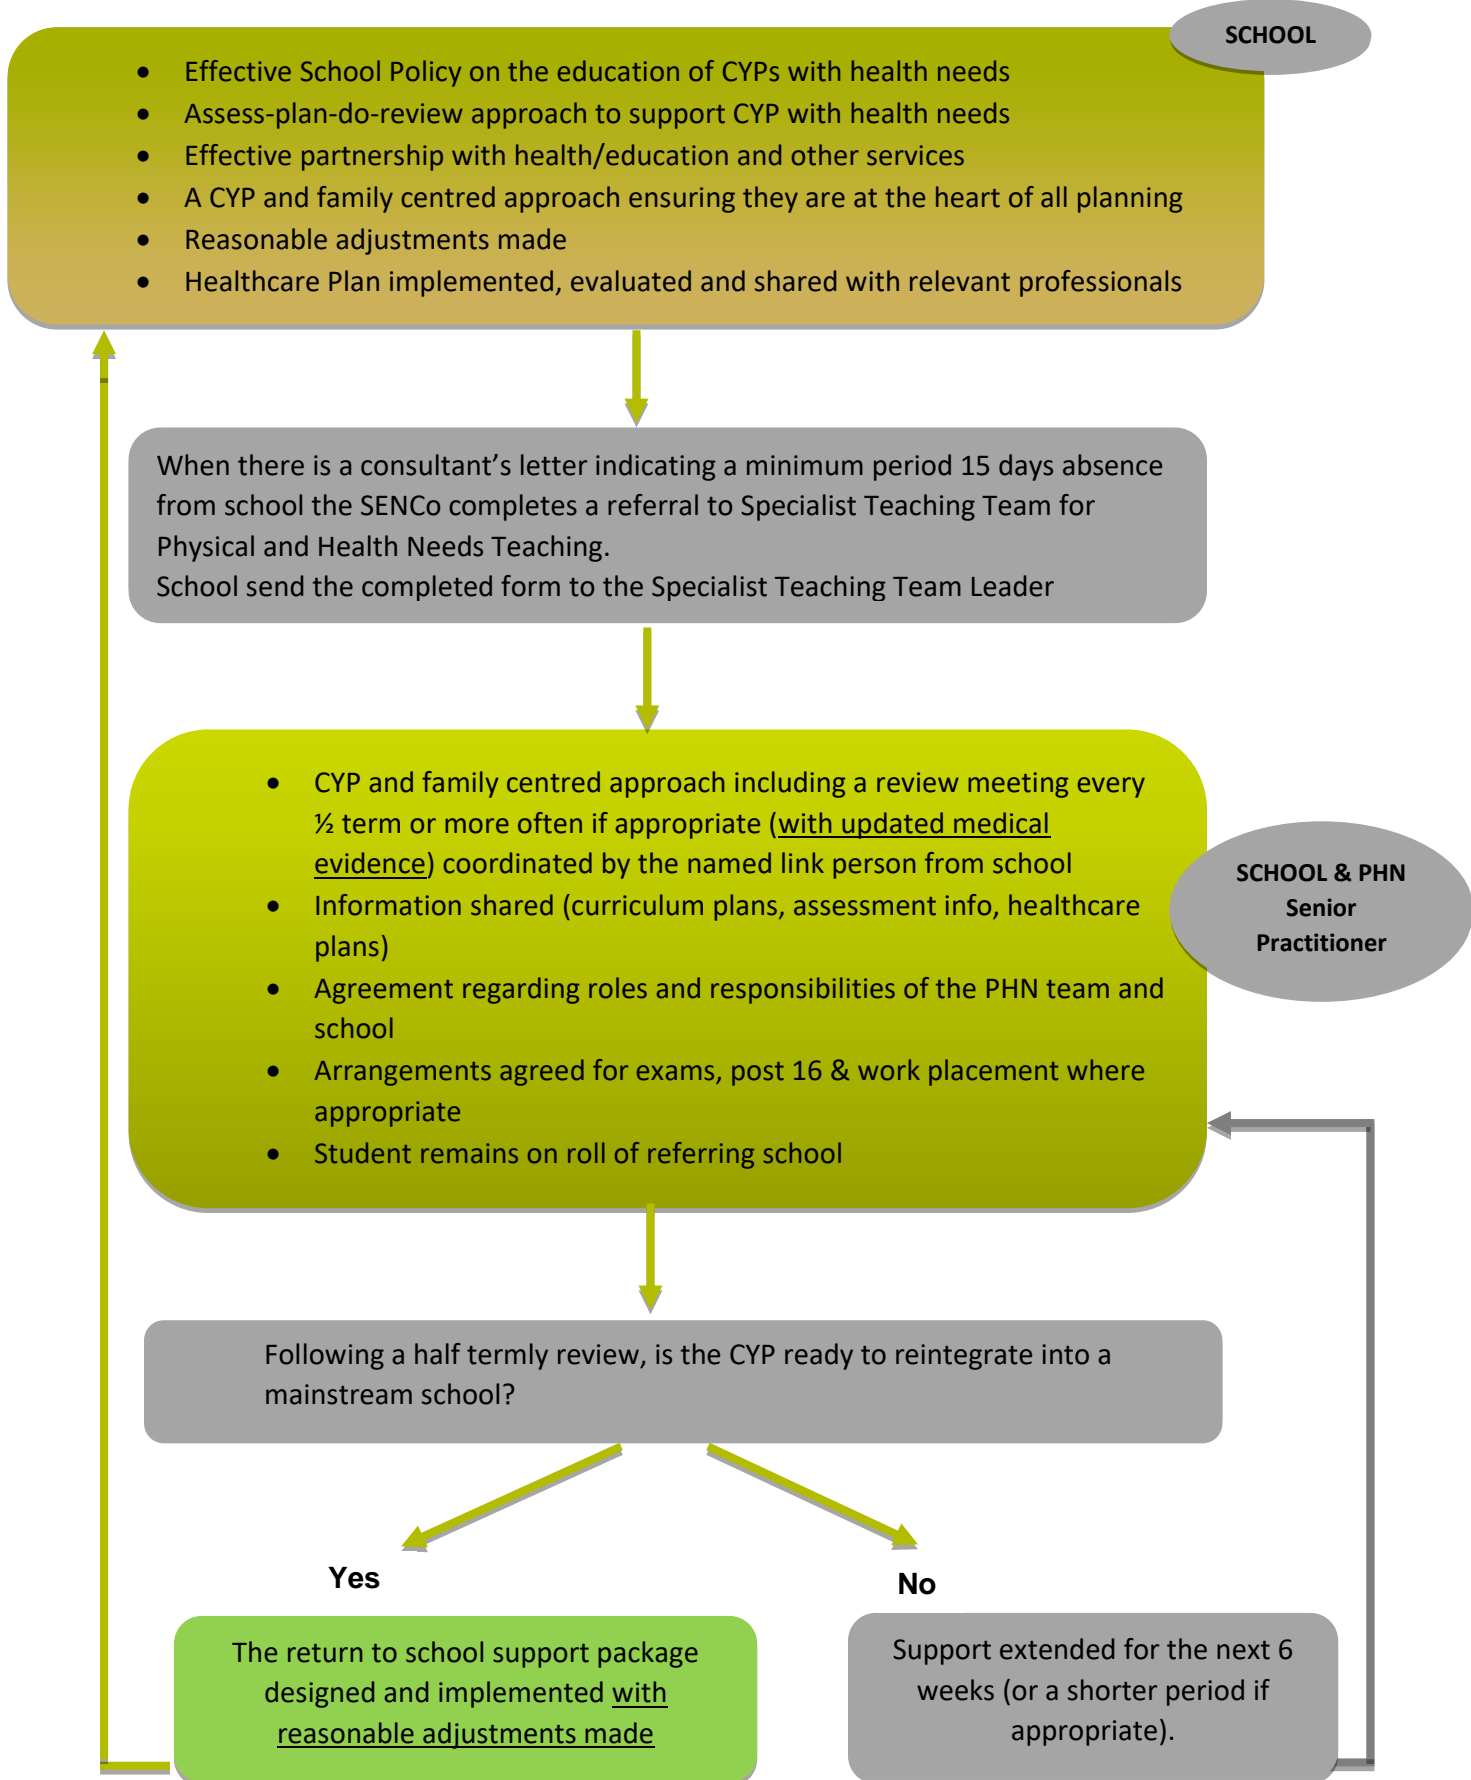 SCHOOL
• Effective School Policy on the education of CYPs with health needs
• Assess-plan-do-review approach to support CYP with health needs
• Effective partnership with health/education and other services
• A CYP and family centred approach ensuring they are at the heart of all planning
• Reasonable adjustments made
• Healthcare Plan implemented, evaluated and shared with relevant professionals
When there is a consultant’s letter indicating a minimum period 15 days absence
from school the SENCo completes a referral to Specialist Teaching Team for
Physical and Health Needs Teaching.
School send the completed form to the Specialist Teaching Team Leader
• CYP and family centred approach including a review meeting every
½ term or more often if appropriate (with updated medical
evidence) coordinated by the named link person from school
• Information shared (curriculum plans, assessment info, healthcare
plans)
• Agreement regarding roles and responsibilities of the PHN team and
school
• Arrangements agreed for exams, post 16 & work placement where
appropriate
• Student remains on roll of referring school
SCHOOL & PHN
Senior
Practitioner
Following a half termly review, is the CYP ready to reintegrate into a
mainstream school?
Yes
No
The return to school support package
designed and implemented with
reasonable adjustments made
Support extended for the next 6
weeks (or a shorter period if
appropriate).